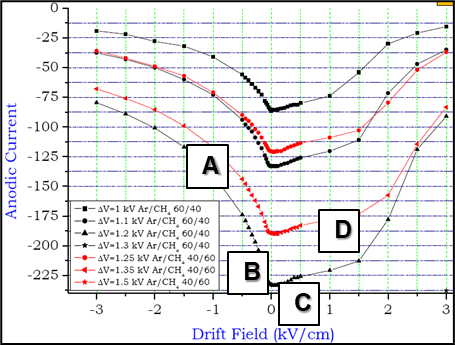 0
-25
-50
-75
-100
-125
-150
-175
-200
-225
Anodic Current
A
B
C
D
ΔV=1 kV Ar/CH4 60/40
ΔV=1.1 kV Ar/CH4 60/40
ΔV=1.2 kV Ar/CH4 60/40
ΔV=1.3 kV Ar/CH4 60/40
ΔV=1.25 kV Ar/CH4 40/60
ΔV=1.35 kV Ar/CH4 40/60
ΔV=1.5 kV Ar/CH4 40/60
-3 -2 -1 0 1 2 3
Drift Field (kV/cm)